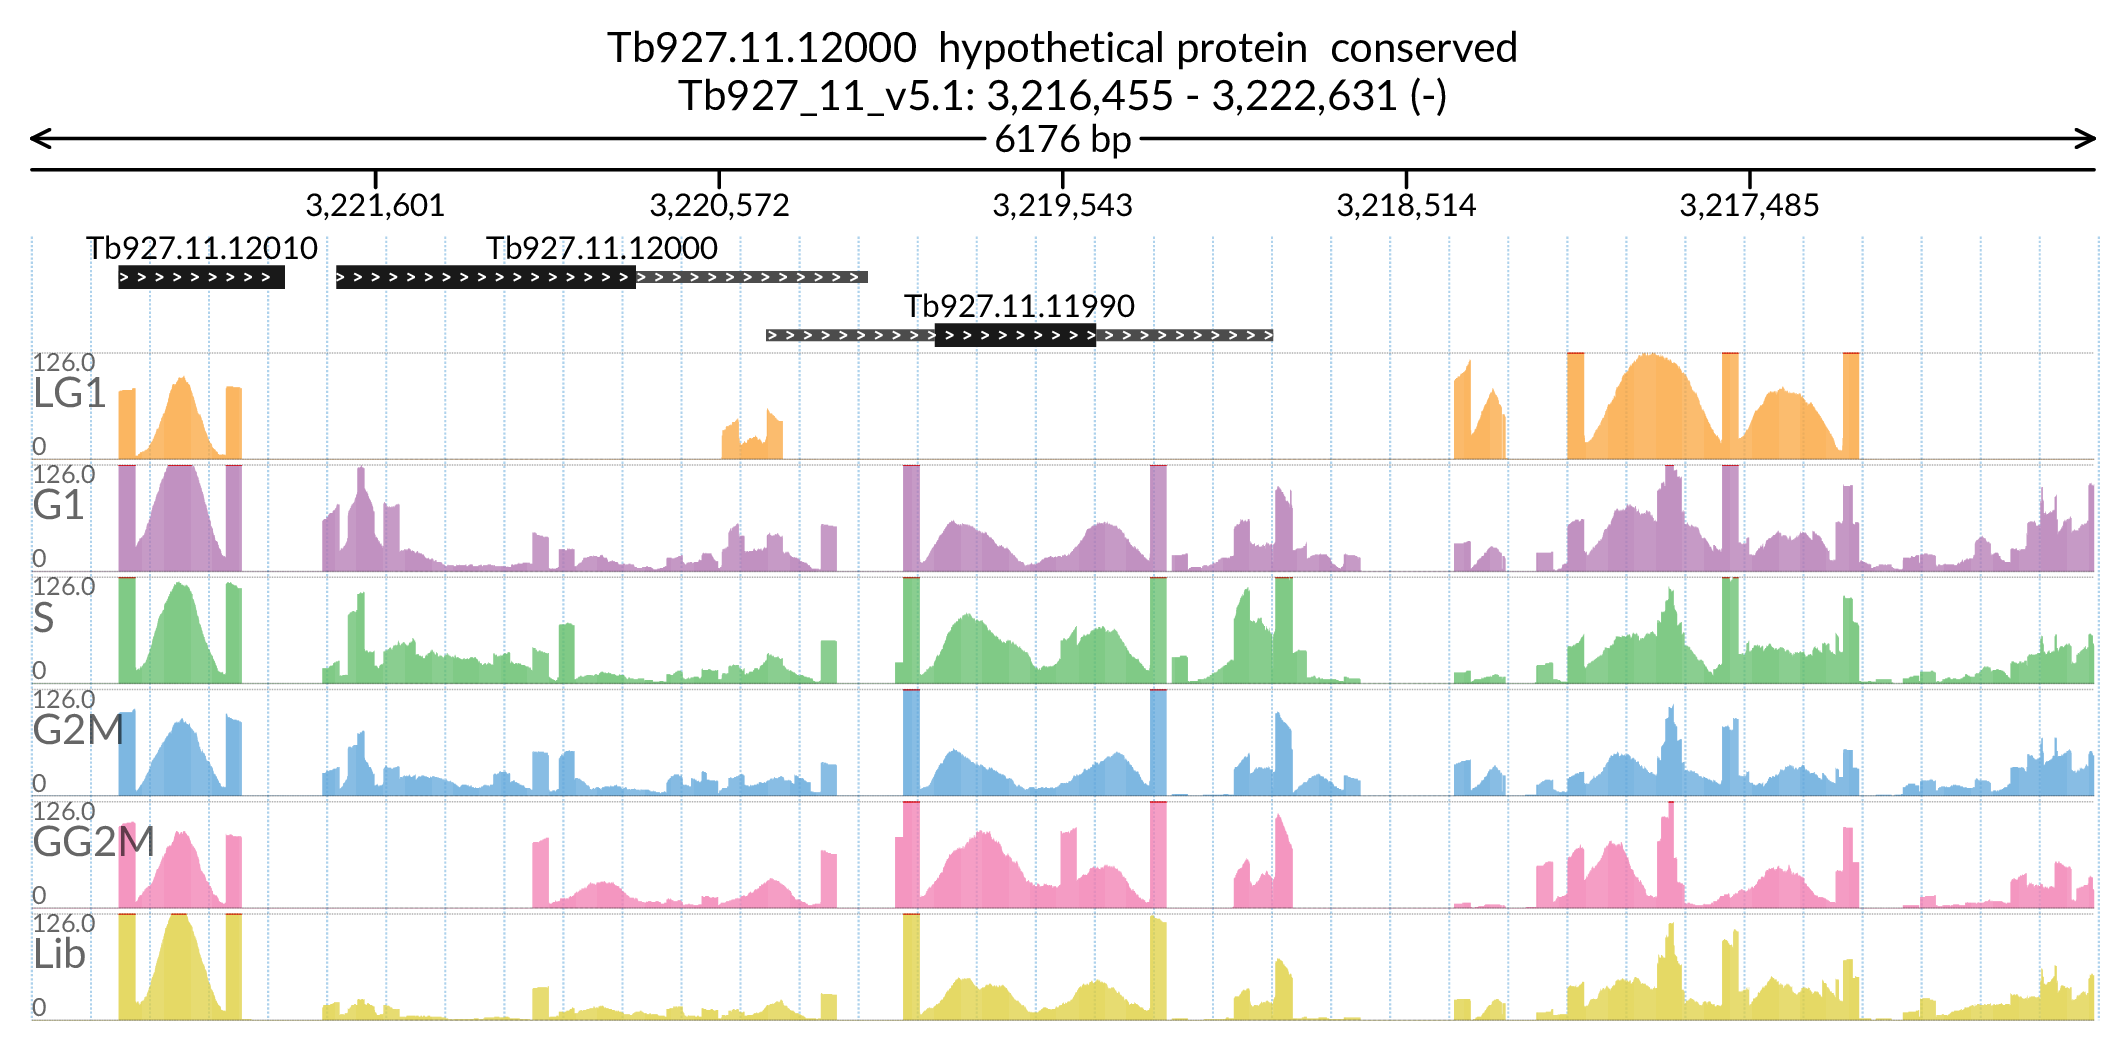 Tb927.11.12000  hypothetical protein  conserved
Tb927_11_v5.1: 3,216,455 - 3,222,631 (-)
6176 bp
3,221,601 3,220,572 3,219,543 3,218,514 3,217,485
Tb927.11.12010 Tb927.11.12000
Tb927.11.11990
126.0
LG1
0
126.0
G1
0
126.0
S
0
126.0
G2M
0
126.0
GG2M
0
126.0
Lib
0